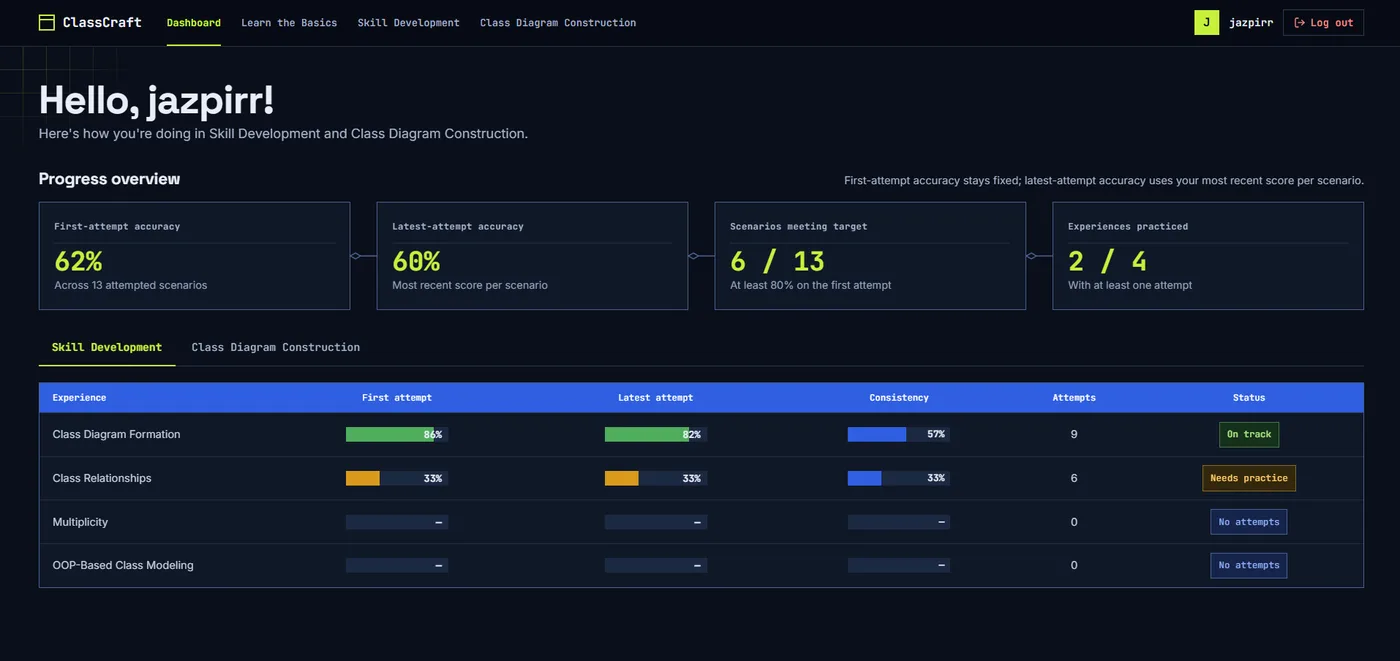 ClassCraft Dashboard Learn the Basics Skill Development Class Diagram Construction J jazpirr Log out
Hello, jazpirr!
Here's how you're doing in Skill Development and Class Diagram Construction.
Progress overview First-attempt accuracy stays fixed; latest-attempt accuracy uses your most recent score per scenario.
First-attempt accuracy
62%
Across 13 attempted scenarios
Latest-attempt accuracy
60%
Most recent score per scenario
Scenarios meeting target
6 / 13
At least 80% on the first attempt
Experiences practiced
2 / 4
With at least one attempt
Skill Development Class Diagram Construction
Experience First attempt Latest attempt Consistency Attempts Status
Class Diagram Formation 86% 82% 57% 9 On track
Class Relationships 33% 33% 33% 6 Needs practice
Multiplicity – – – 0 No attempts
OOP-Based Class Modeling – – – 0 No attempts